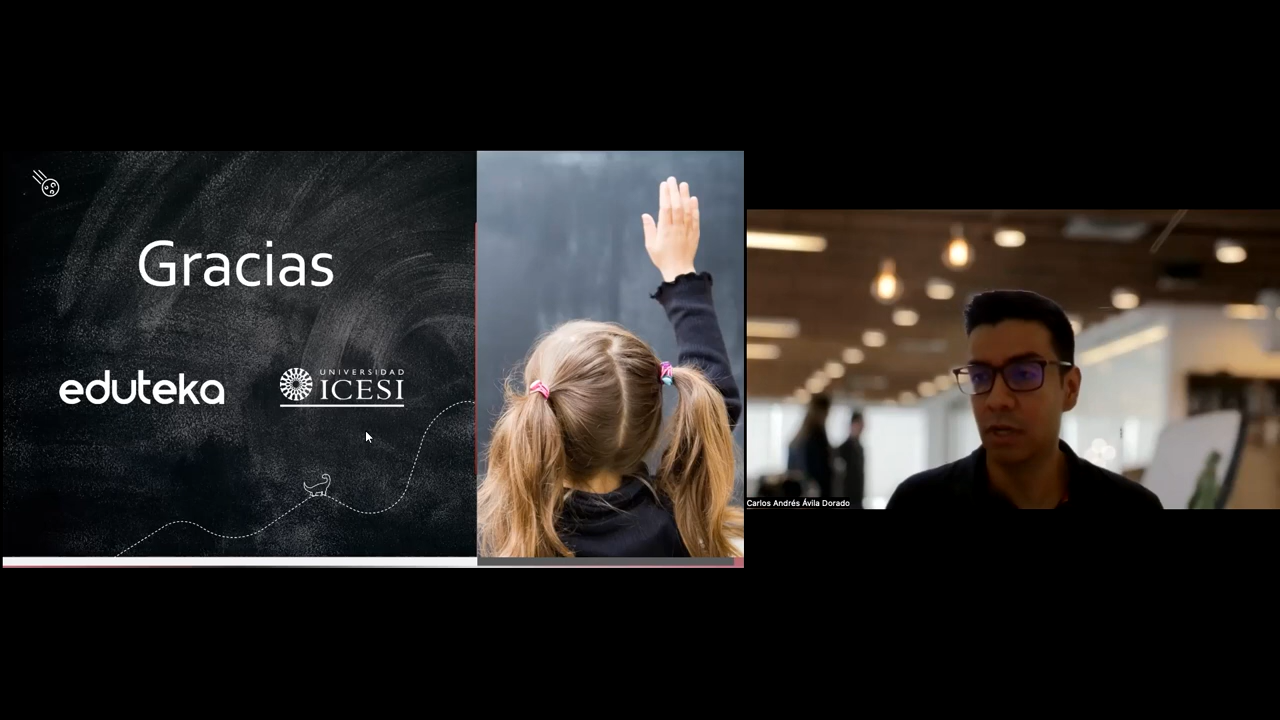 Gracias
eduteka
UNIVERSIDAD
ICESI
Carlos Andrés Ávila Dorado